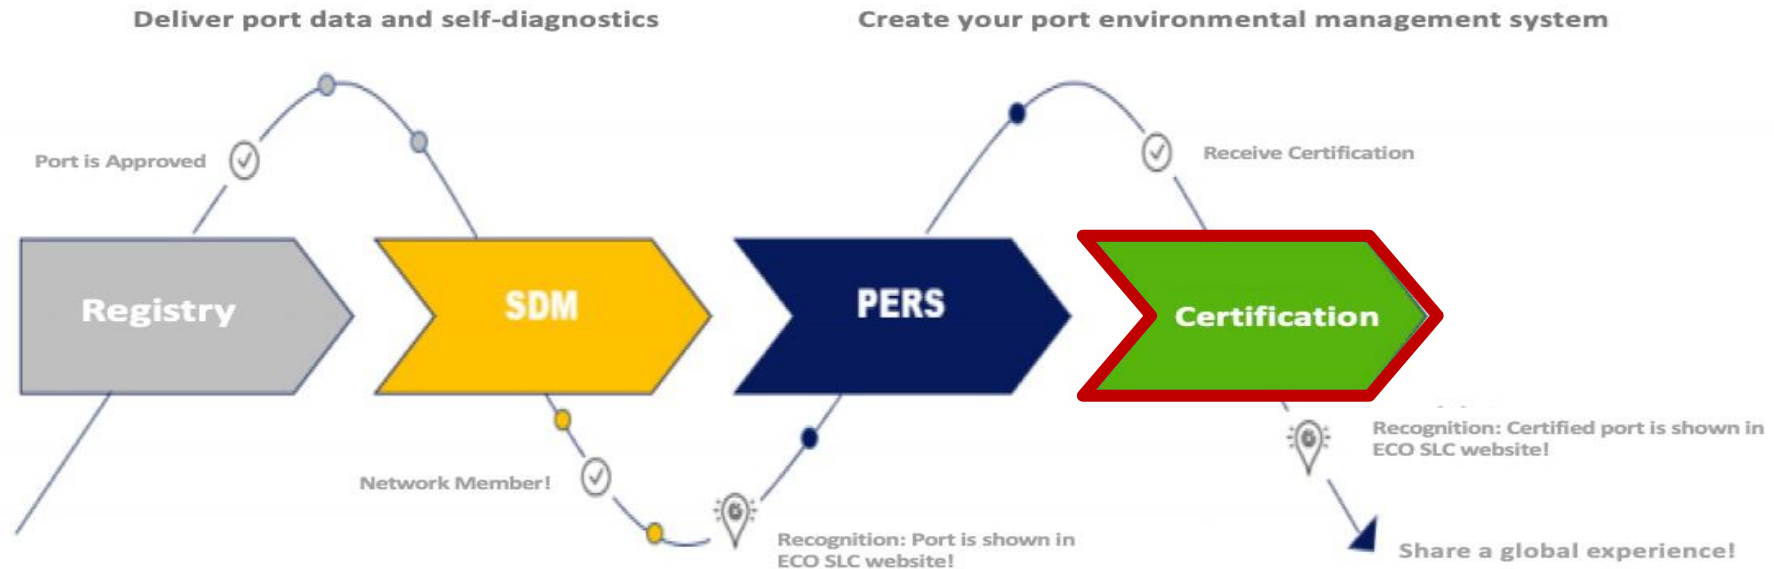 Deliver port data and self-diagnostics
Create your port environmental management system
Port is Approved
Receive Certification
Registry
SDM
PERS
Certification
Network Member!
Recognition: Port is shown in
ECO SLC website!
Recognition: Certified port is shown in
ECO SLC website!
Share a global experience!